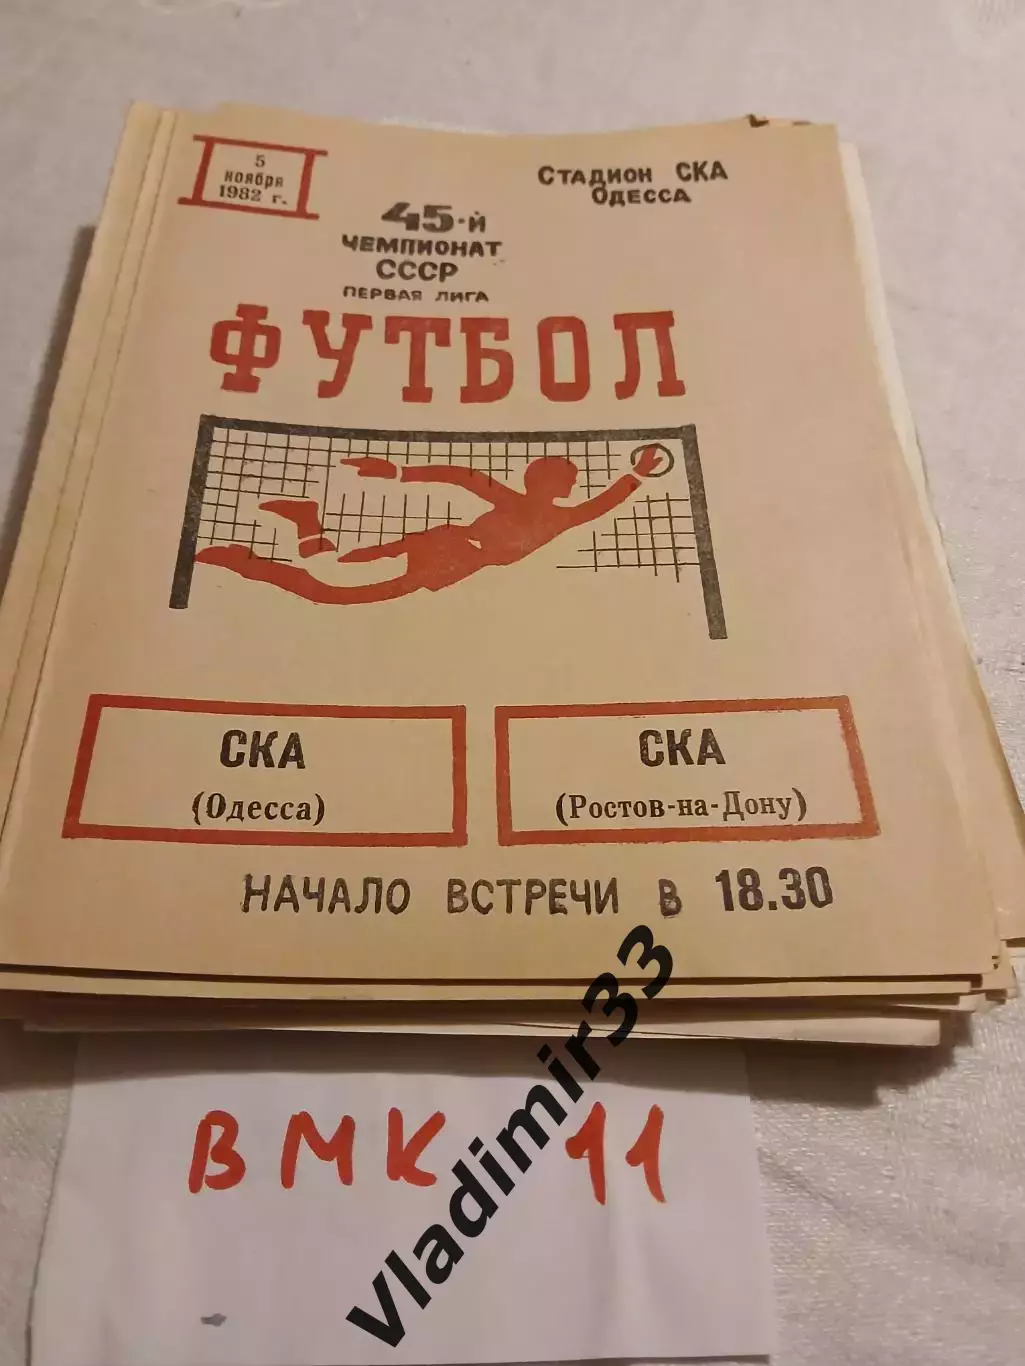 5
ноября
1982 г.
Стадион СКА
Одесса
45-й
ЧЕМПИОНАТ
СССР
ПЕРВАЯ ЛИГА
ФУТБОЛ
СКА
(Одесса)
СКА
(Ростов-на-Дону)
НАЧАЛО ВСТРЕЧИ В 18.30
ВМК 11
vladimir33